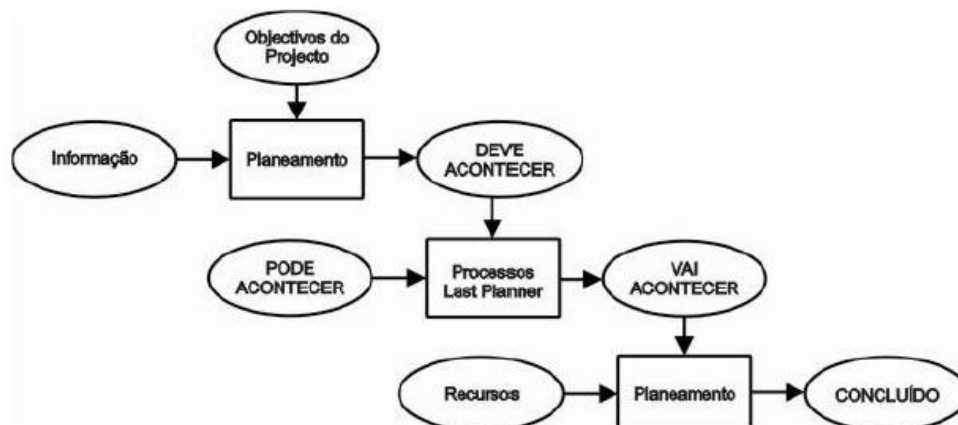 Objectivos do
Projecto
Informação
Planeamento
DEVE
ACONTECER
PODE
ACONTECER
Processos
Last Planner
VAI
ACONTECER
Recursos
Planeamento
CONCLUÍDO